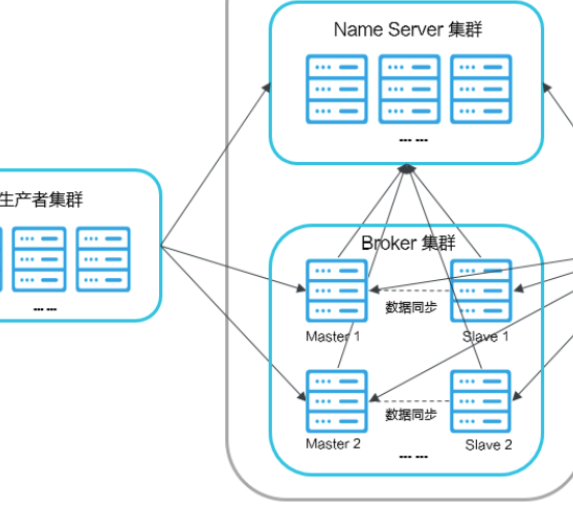 Name Server 集群
... ...
生产者集群
... ...
Broker 集群
数据同步
Master 1
Slave 1
数据同步
Master 2
Slave 2
... ...